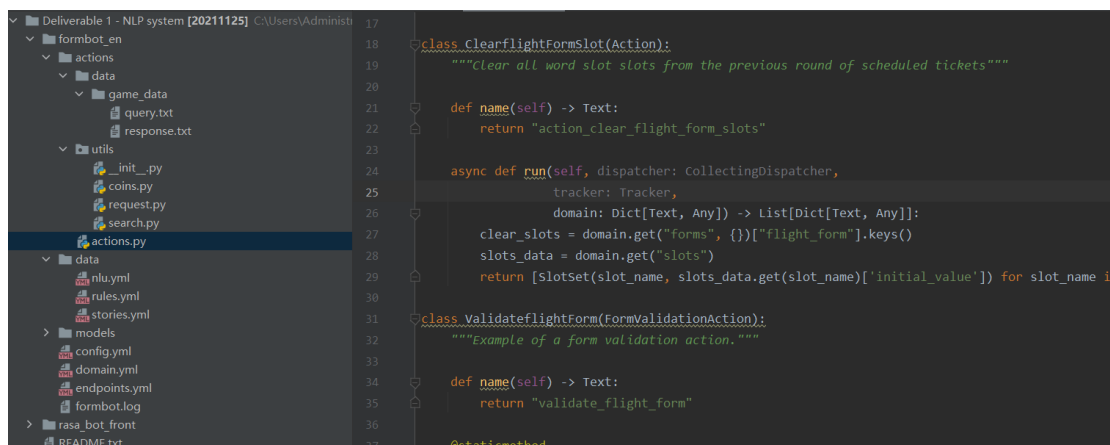 Deliverable 1 - NLP system [20211125] C:\Users\Administ
formbot_en
actions
data
game_data
query.txt
response.txt
utils
__init__.py
coins.py
request.py
search.py
actions.py
data
nlu.yml
rules.yml
stories.yml
models
config.yml
domain.yml
endpoints.yml
formbot.log
rasa_bot_front
README.txt
17
18 class ClearflightFormSlot(Action):
19 """Clear all word slot slots from the previous round of scheduled tickets"""
20
21 def name(self) -> Text:
22 return "action_clear_flight_form_slots"
23
24 async def run(self, dispatcher: CollectingDispatcher,
25 tracker: Tracker,
26 domain: Dict[Text, Any]) -> List[Dict[Text, Any]]:
27 clear_slots = domain.get("forms", {})["flight_form"].keys()
28 slots_data = domain.get("slots")
29 return [SlotSet(slot_name, slots_data.get(slot_name)['initial_value']) for slot_name i
30
31 class ValidateflightForm(FormValidationAction):
32 """Example of a form validation action."""
33
34 def name(self) -> Text:
35 return "validate_flight_form"
36
37 @staticmethod